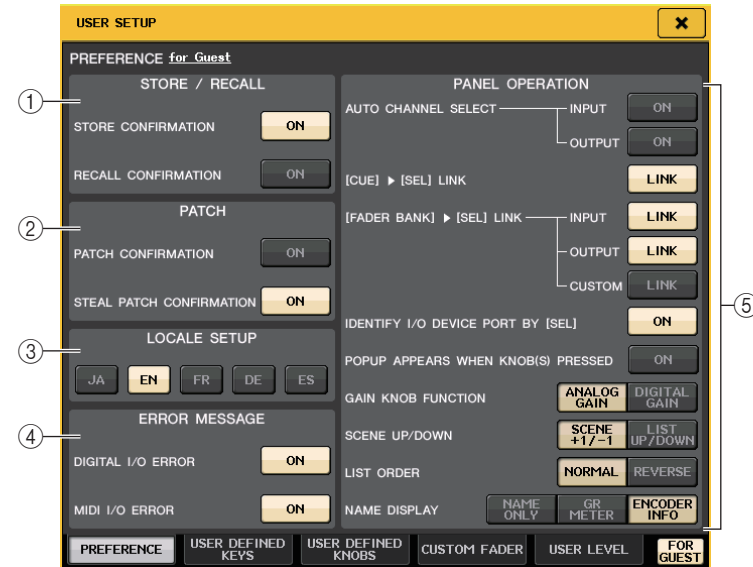 USER SETUP
PREFERENCE for Guest
① STORE / RECALL
STORE CONFIRMATION ON
RECALL CONFIRMATION ON
② PATCH
PATCH CONFIRMATION ON
STEAL PATCH CONFIRMATION ON
③ LOCALE SETUP
JA EN FR DE ES
④ ERROR MESSAGE
DIGITAL I/O ERROR ON
MIDI I/O ERROR ON
⑤ PANEL OPERATION
AUTO CHANNEL SELECT INPUT ON
OUTPUT ON
[CUE] ▶ [SEL] LINK LINK
[FADER BANK] ▶ [SEL] LINK INPUT LINK
OUTPUT LINK
CUSTOM LINK
IDENTIFY I/O DEVICE PORT BY [SEL] ON
POPUP APPEARS WHEN KNOB(S) PRESSED ON
GAIN KNOB FUNCTION ANALOG GAIN DIGITAL GAIN
SCENE UP/DOWN SCENE +1/-1 LIST UP/DOWN
LIST ORDER NORMAL REVERSE
NAME DISPLAY NAME ONLY GR METER ENCODER INFO
PREFERENCE USER DEFINED KEYS USER DEFINED KNOBS CUSTOM FADER USER LEVEL FOR GUEST